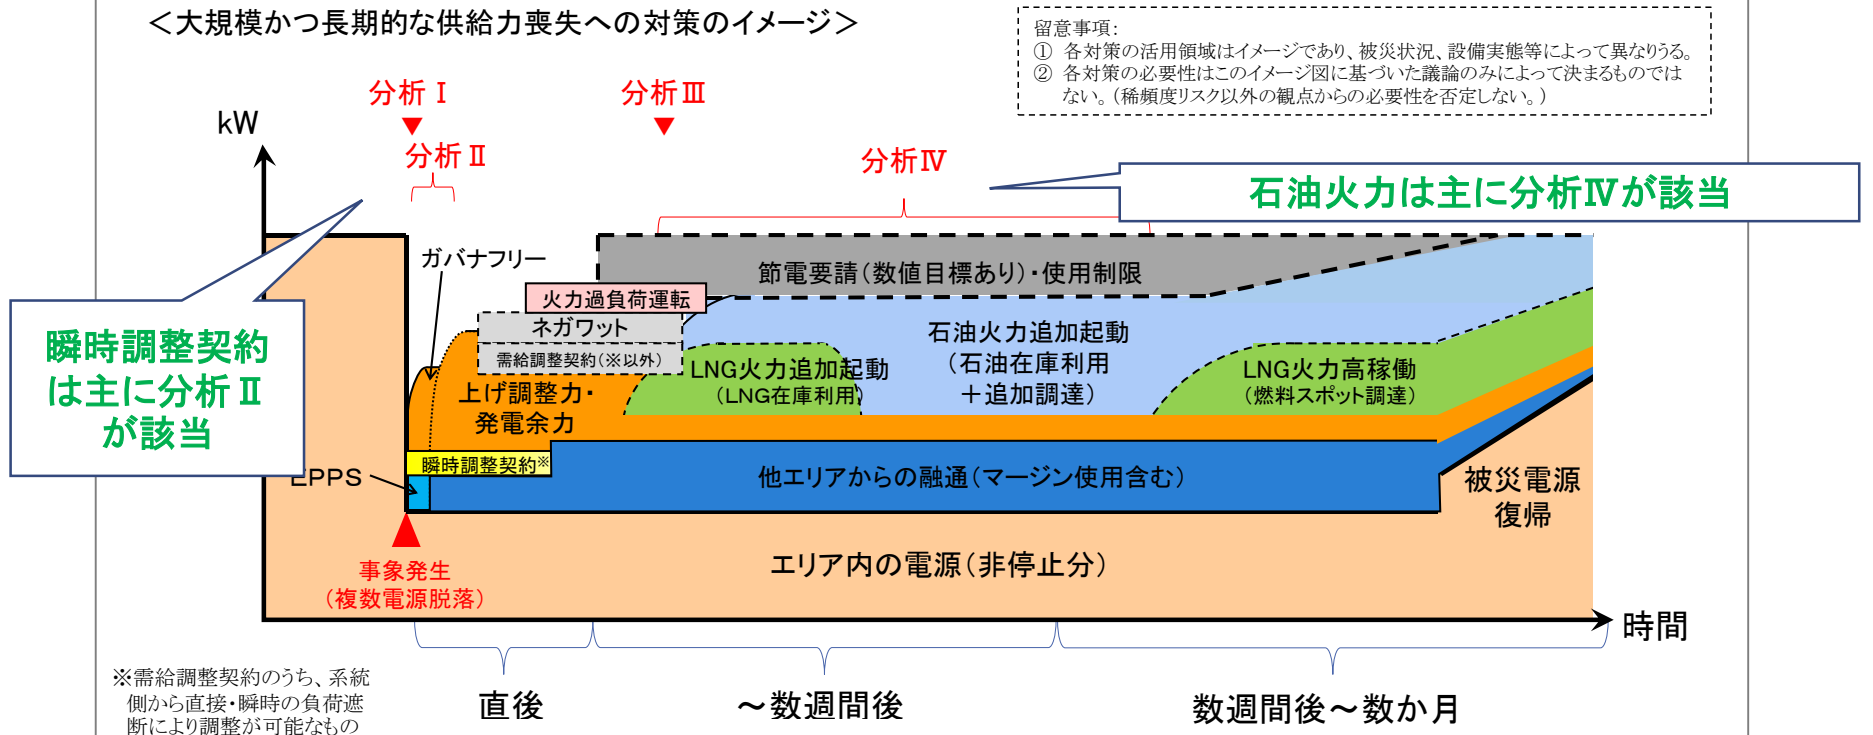 ＜大規模かつ長期的な供給力喪失への対策のイメージ＞
留意事項：
① 各対策の活用領域はイメージであり、被災状況、設備実態等によって異なりうる。
② 各対策の必要性はこのイメージ図に基づいた議論のみによって決まるものでは
ない。（稀頻度リスク以外の観点からの必要性を否定しない。）
分析Ⅰ
分析Ⅲ
kW
分析Ⅱ
分析Ⅳ
石油火力は主に分析Ⅳが該当
ガバナフリー
節電要請（数値目標あり）・使用制限
火力過負荷運転
ネガワット
需給調整契約（※以外）
瞬時調整契約
は主に分析Ⅱ
が該当
石油火力追加起動
（石油在庫利用
＋追加調達）
LNG火力追加起動
（LNG在庫利用）
LNG火力高稼働
（燃料スポット調達）
上げ調整力・
発電余力
瞬時調整契約※
EPPS
他エリアからの融通（マージン使用含む）
被災電源
復帰
エリア内の電源（非停止分）
事象発生
（複数電源脱落）
時間
※需給調整契約のうち、系統
側から直接・瞬時の負荷遮
断により調整が可能なもの
直後
～数週間後
数週間後～数か月